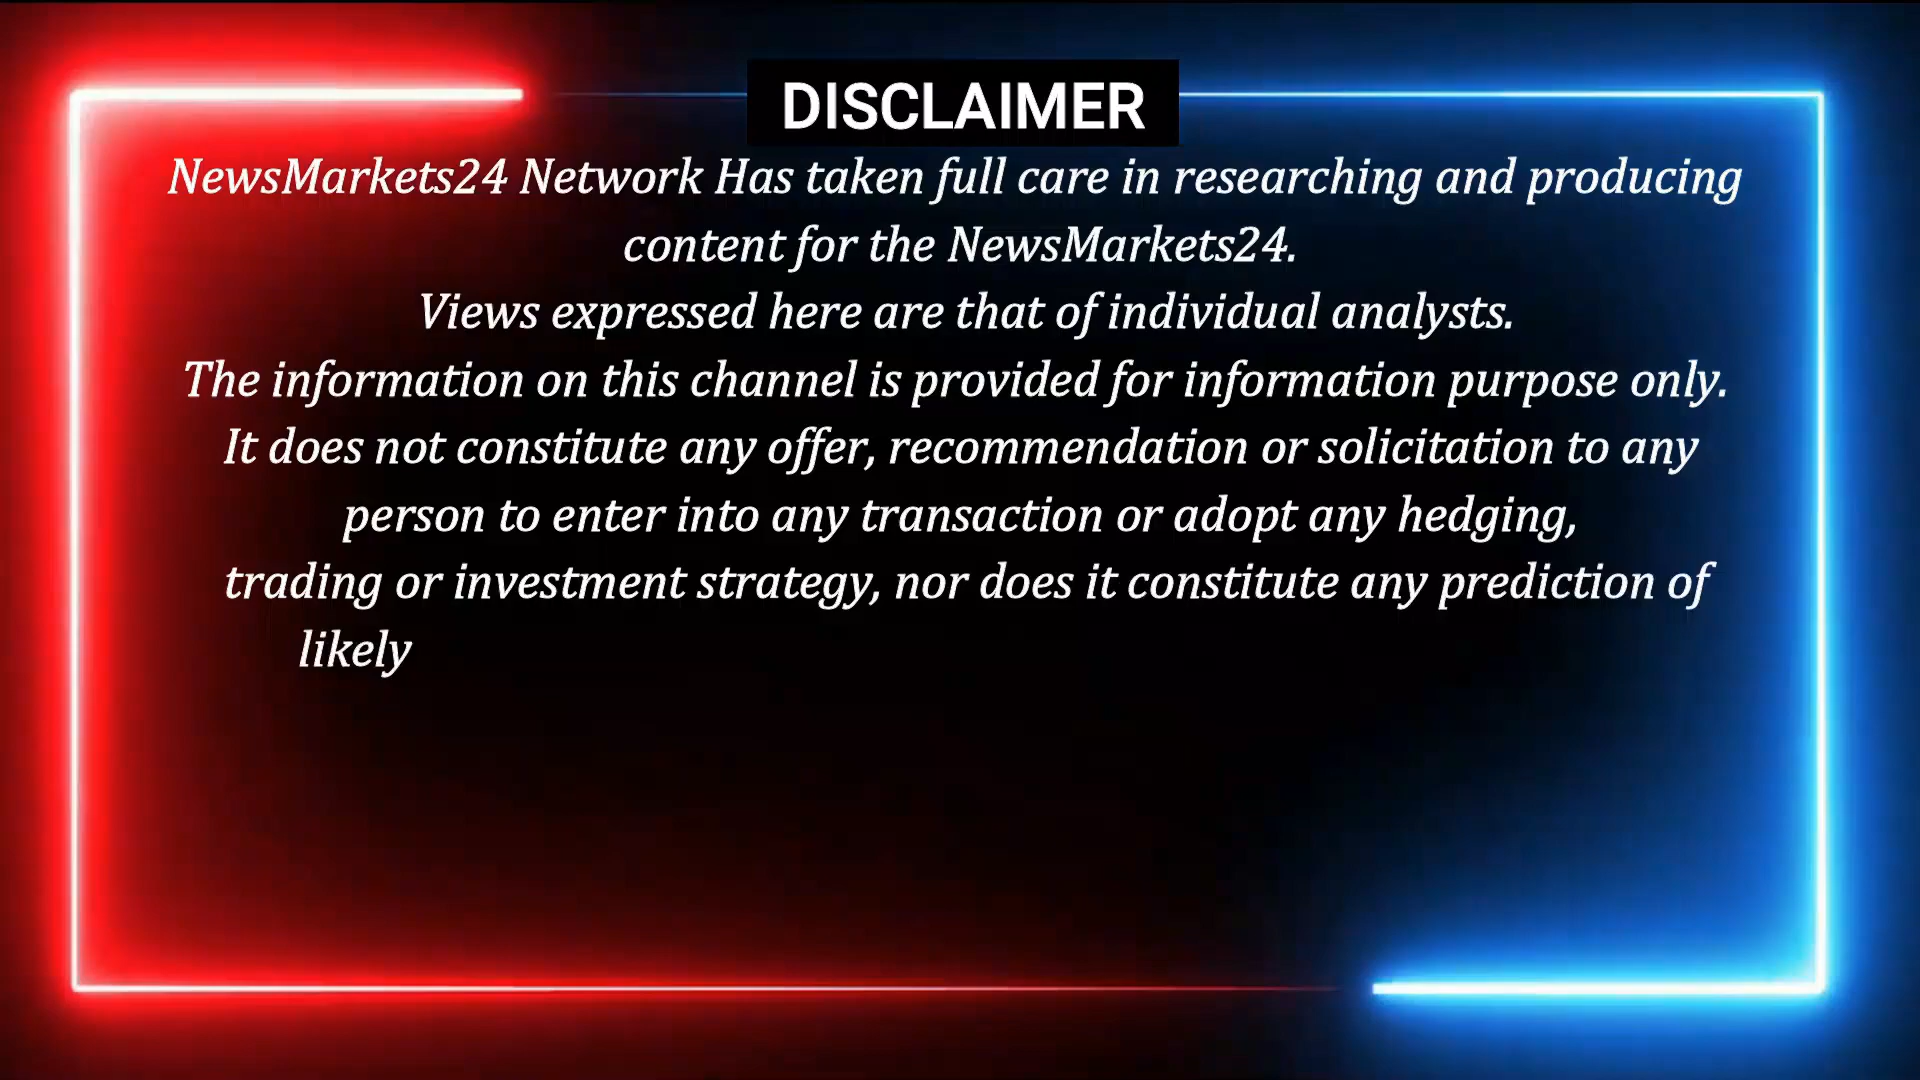 DISCLAIMER
NewsMarkets24 Network Has taken full care in researching and producing
content for the NewsMarkets24.
Views expressed here are that of individual analysts.
The information on this channel is provided for information purpose only.
It does not constitute any offer, recommendation or solicitation to any
person to enter into any transaction or adopt any hedging,
trading or investment strategy, nor does it constitute any prediction of
likely